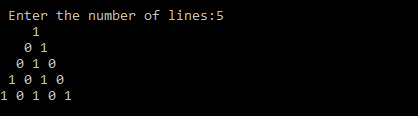 Enter the number of lines:5
1
0 1
0 1 0
1 0 1 0
1 0 1 0 1